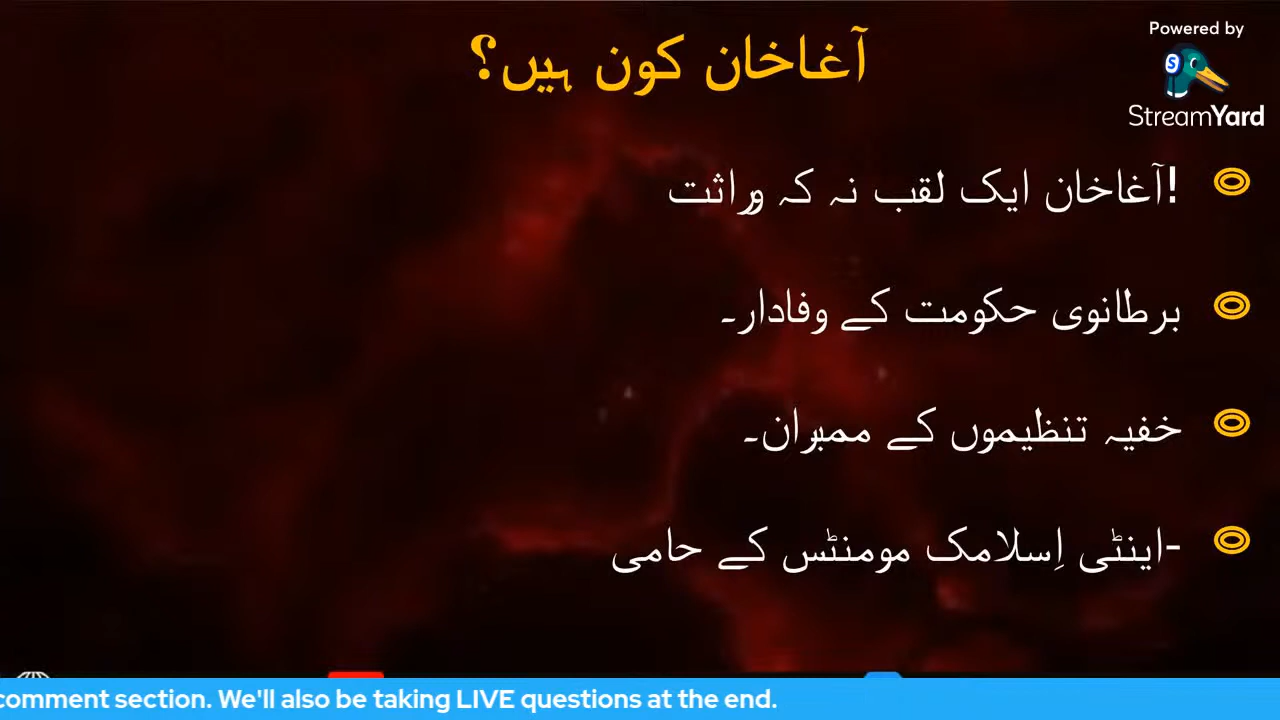 آغاخان کون ہیں؟
Powered by
StreamYard
!آغاخان ایک لقب نہ کہ وراثت
برطانوی حکومت کے وفادار۔
خفیہ تنظیموں کے ممبران۔
-اینٹی اِسلامک مومنٹس کے حامی
comment section. We'll also be taking LIVE questions at the end.